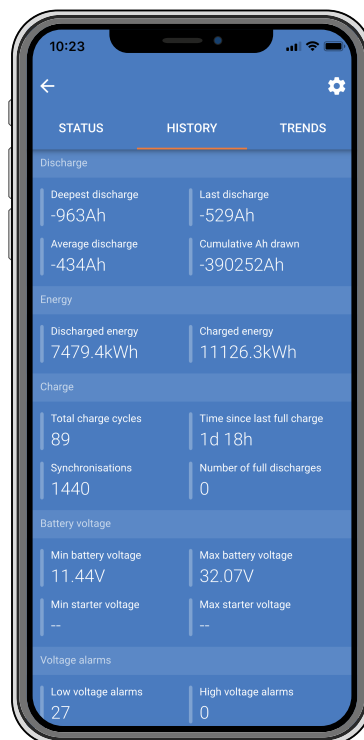 10:23
STATUS HISTORY TRENDS
Discharge
Deepest discharge Last discharge
-963Ah -529Ah
Average discharge Cumulative Ah drawn
-434Ah -390252Ah
Energy
Discharged energy Charged energy
7479.4kWh 11126.3kWh
Charge
Total charge cycles Time since last full charge
89 1d 18h
Synchronisations Number of full discharges
1440 0
Battery voltage
Min battery voltage Max battery voltage
11.44V 32.07V
Min starter voltage Max starter voltage
-- --
Voltage alarms
Low voltage alarms High voltage alarms
27 0